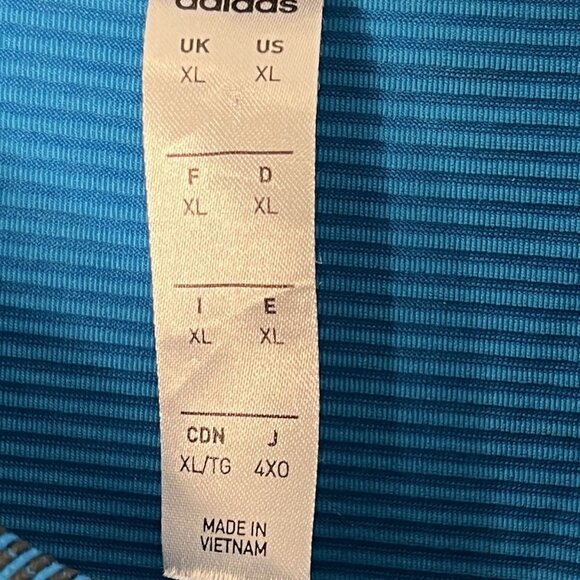 adidas
UK US
XL XL
F D
XL XL
I E
XL XL
CDN J
XL/TG 4XO
MADE IN
VIETNAM